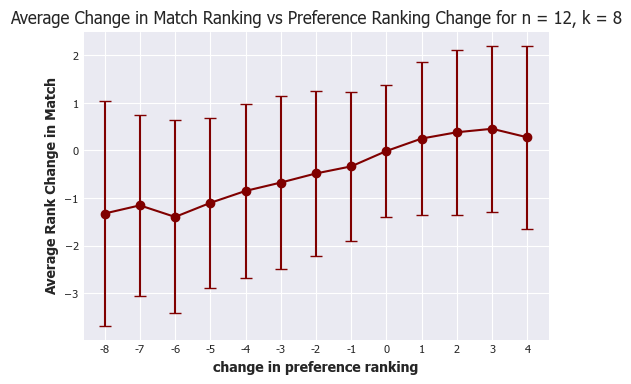 Average Change in Match Ranking vs Preference Ranking Change for n = 12, k = 8
Average Rank Change in Match
2
1
0
−1
−2
−3
-8 -7 -6 -5 -4 -3 -2 -1 0 1 2 3 4
change in preference ranking